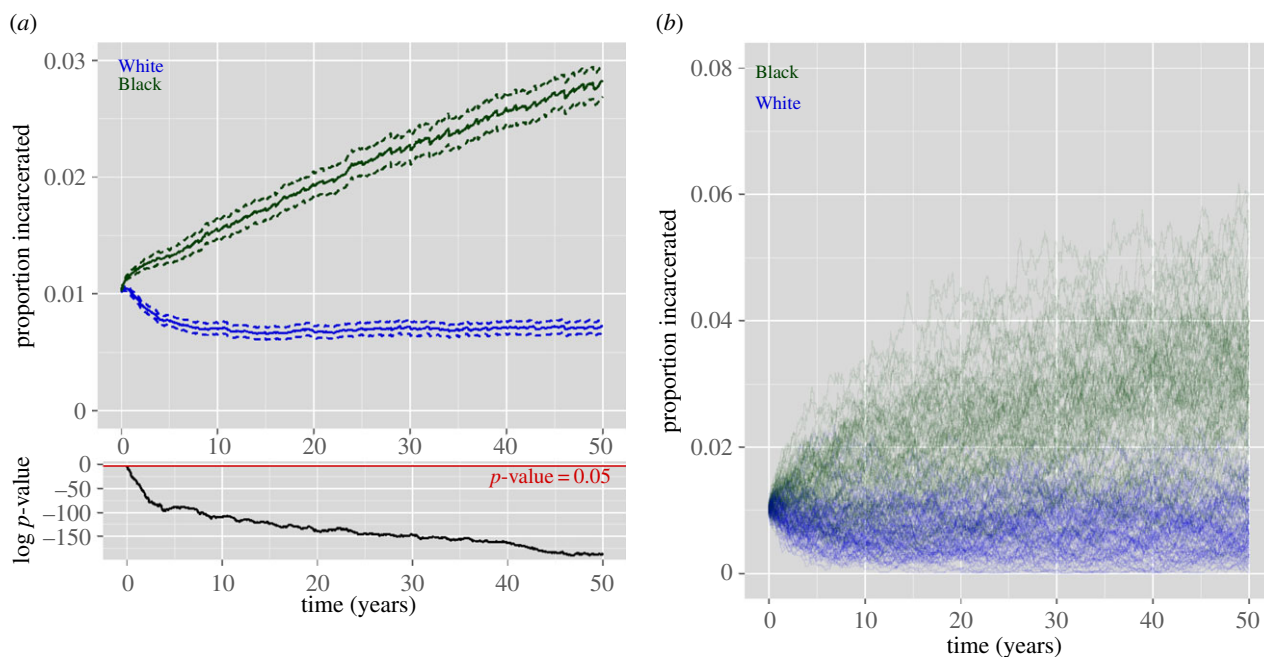 (a)
0.03
White
Black
0.02
0.01
0
proportion incarcerated
0 10 20 30 40 50
0
p-value = 0.05
−50
−100
−150
log p-value
0 10 20 30 40 50
time (years)
(b)
0.08
Black
White
0.06
0.04
0.02
0
proportion incarcerated
0 10 20 30 40 50
time (years)